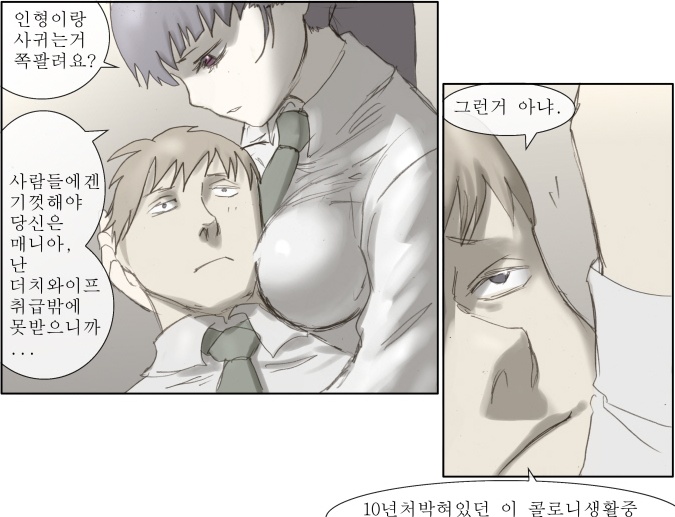 인형이랑
사귀는거
쪽팔려요?
사람들에겐
기껏해야
당신은
매니아,
난
더치와이프
취급밖에
못받으니까
...
그런거 아냐.
10년처박혀있던 이 콜로니생활중